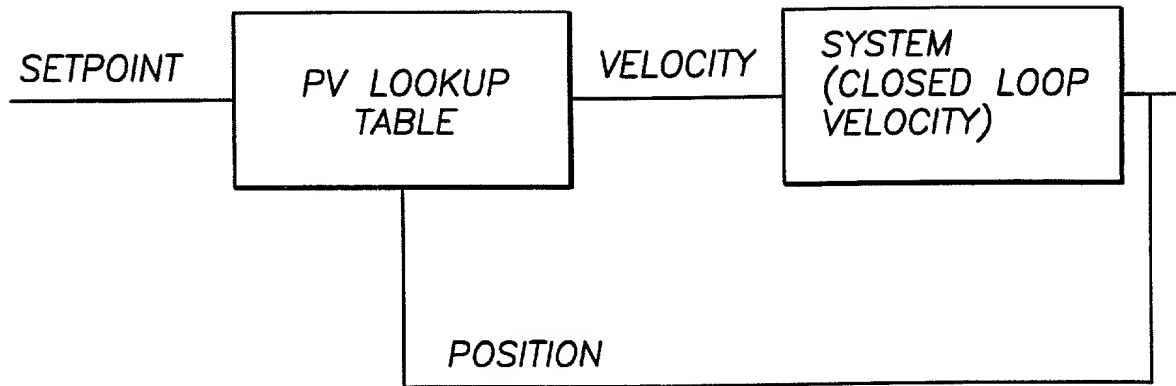 SETPOINT
PV LOOKUP
TABLE
VELOCITY
SYSTEM
(CLOSED LOOP
VELOCITY)
POSITION